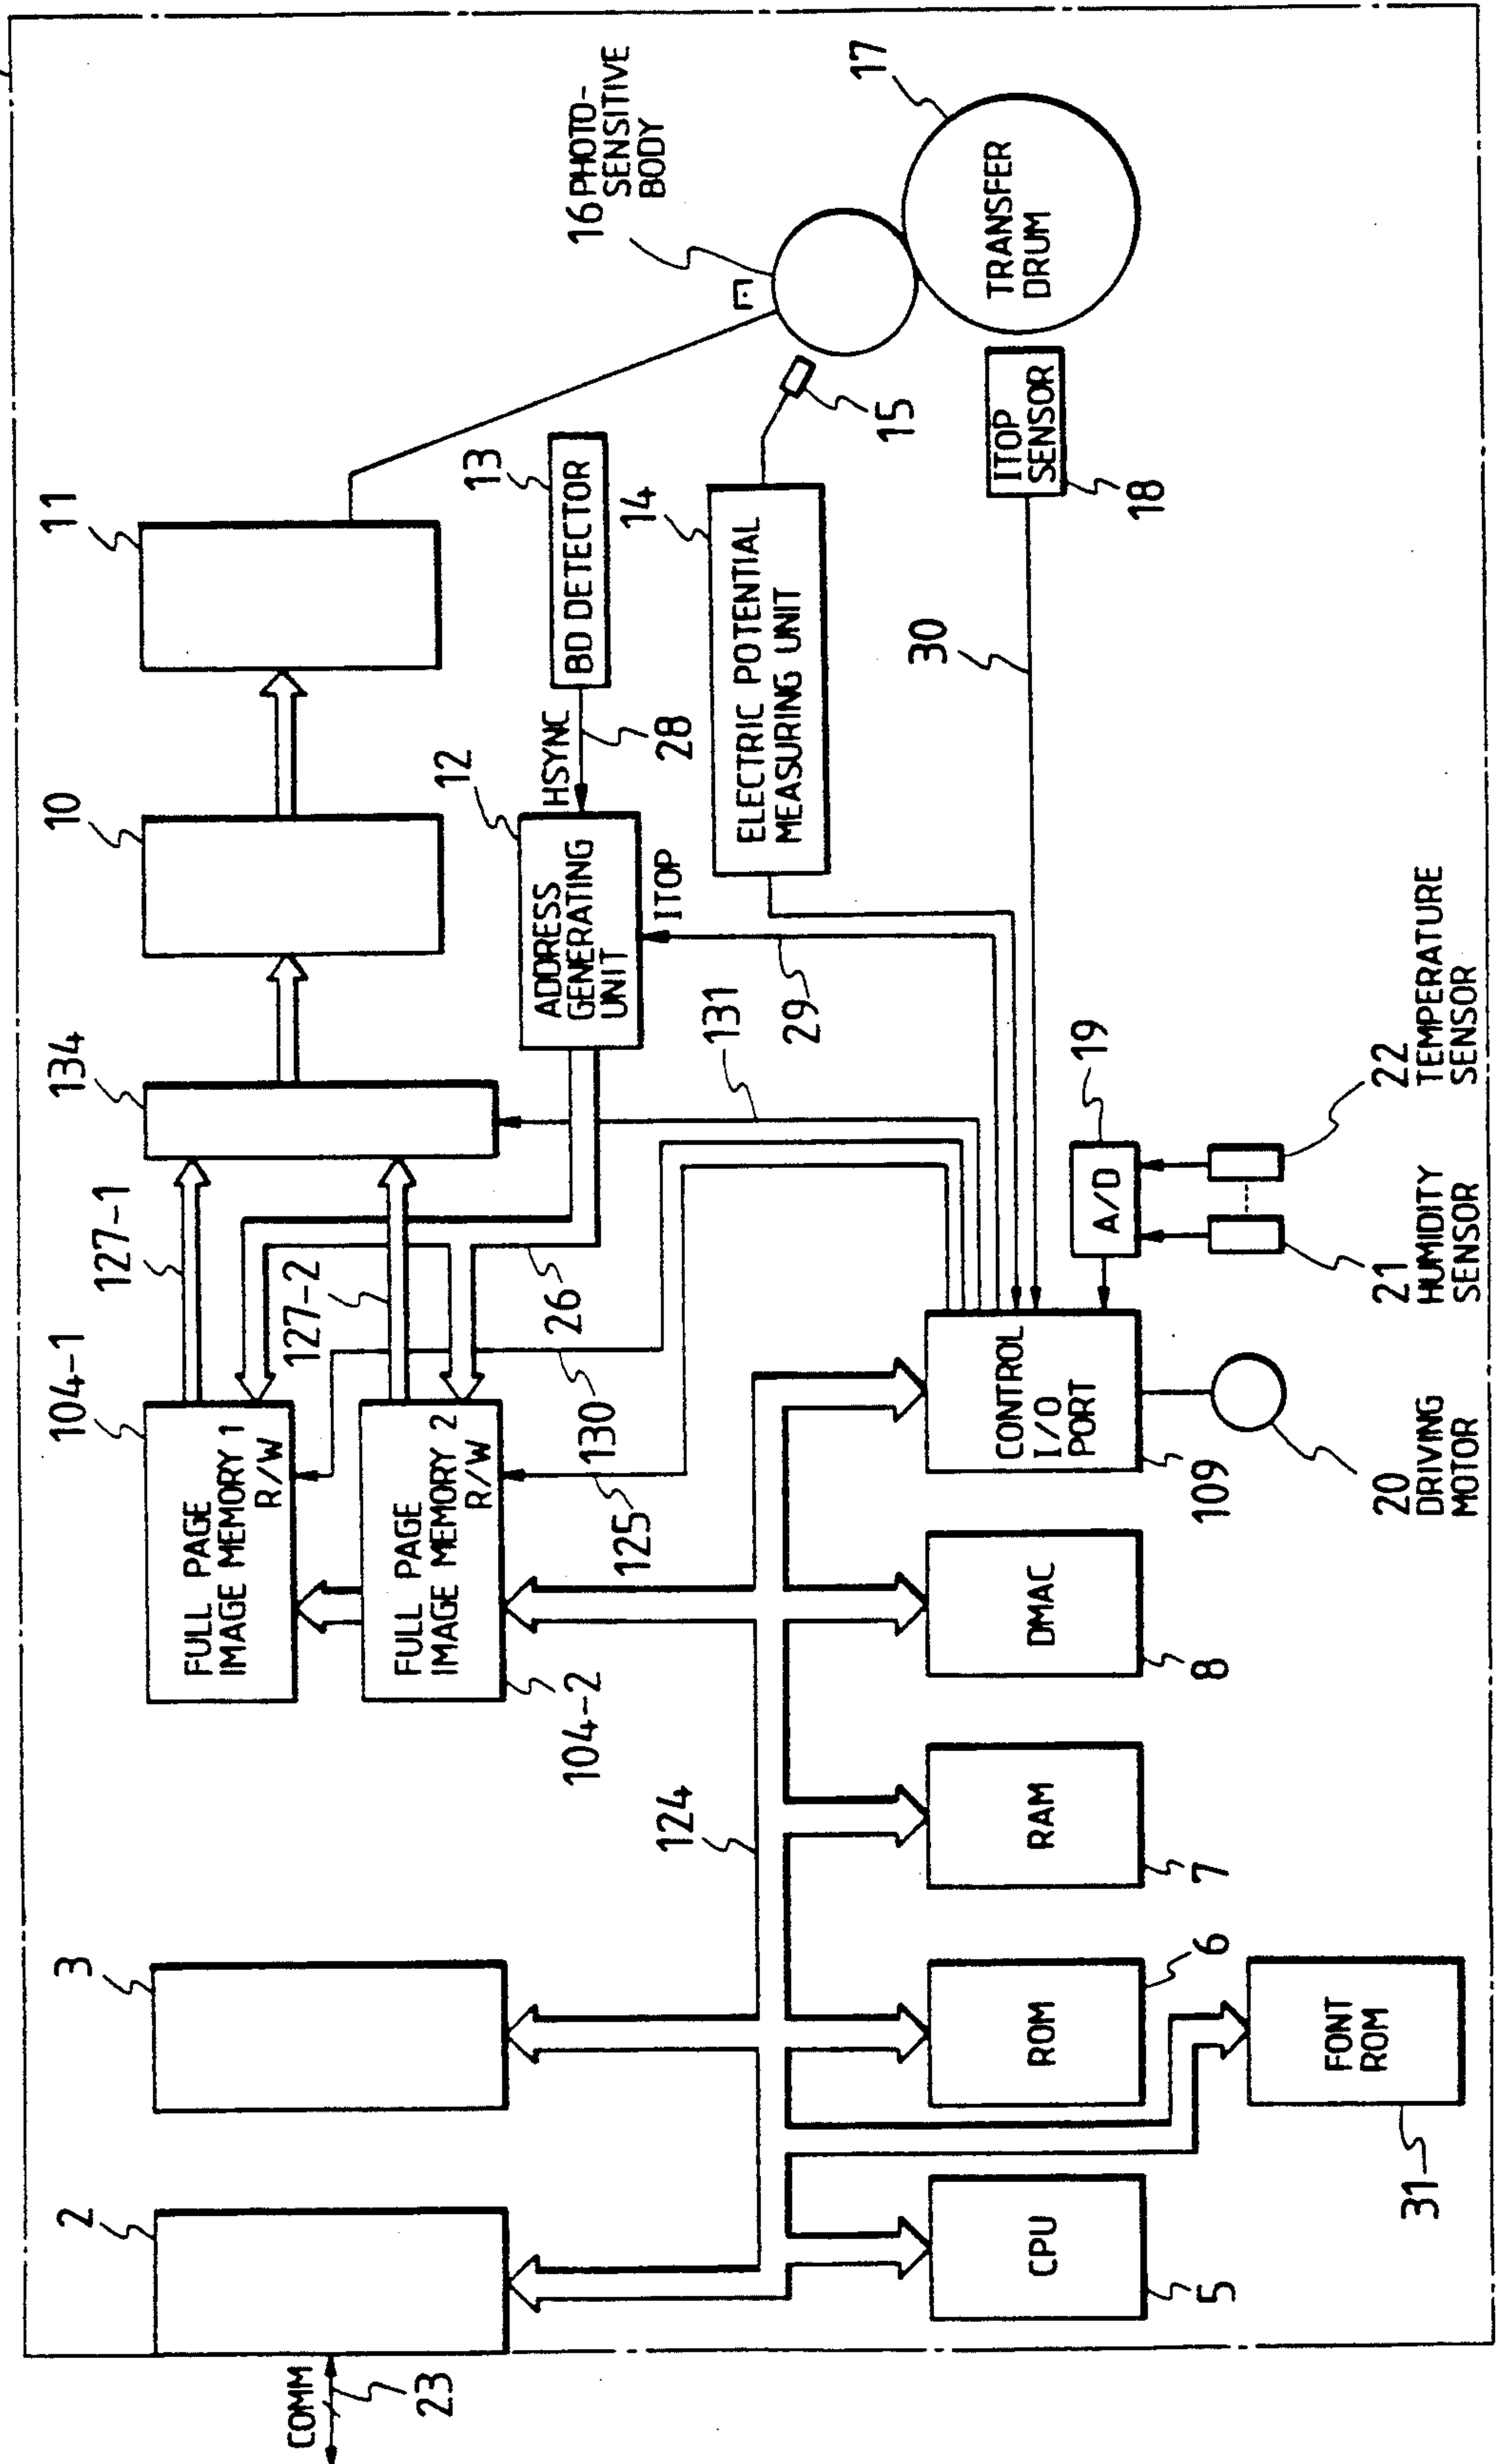 COMM
23
2
3
104-1
FULL PAGE
IMAGE MEMORY 1
R/W
127-1
134
10
11
FULL PAGE
IMAGE MEMORY 2
R/W
104-2
127-2
26
130
125
12
ADDRESS
GENERATING
UNIT
HSYNC
28
13
BD DETECTOR
ITOP
14
ELECTRIC POTENTIAL
MEASURING UNIT
15
16 PHOTO-
SENSITIVE
BODY
17
TRANSFER
DRUM
ITOP
SENSOR
18
124
131
29
30
CPU
5
ROM
6
RAM
7
DMAC
8
CONTROL
I/O
PORT
109
A/D
19
FONT
ROM
31
20
DRIVING
MOTOR
21
HUMIDITY
SENSOR
22
TEMPERATURE
SENSOR